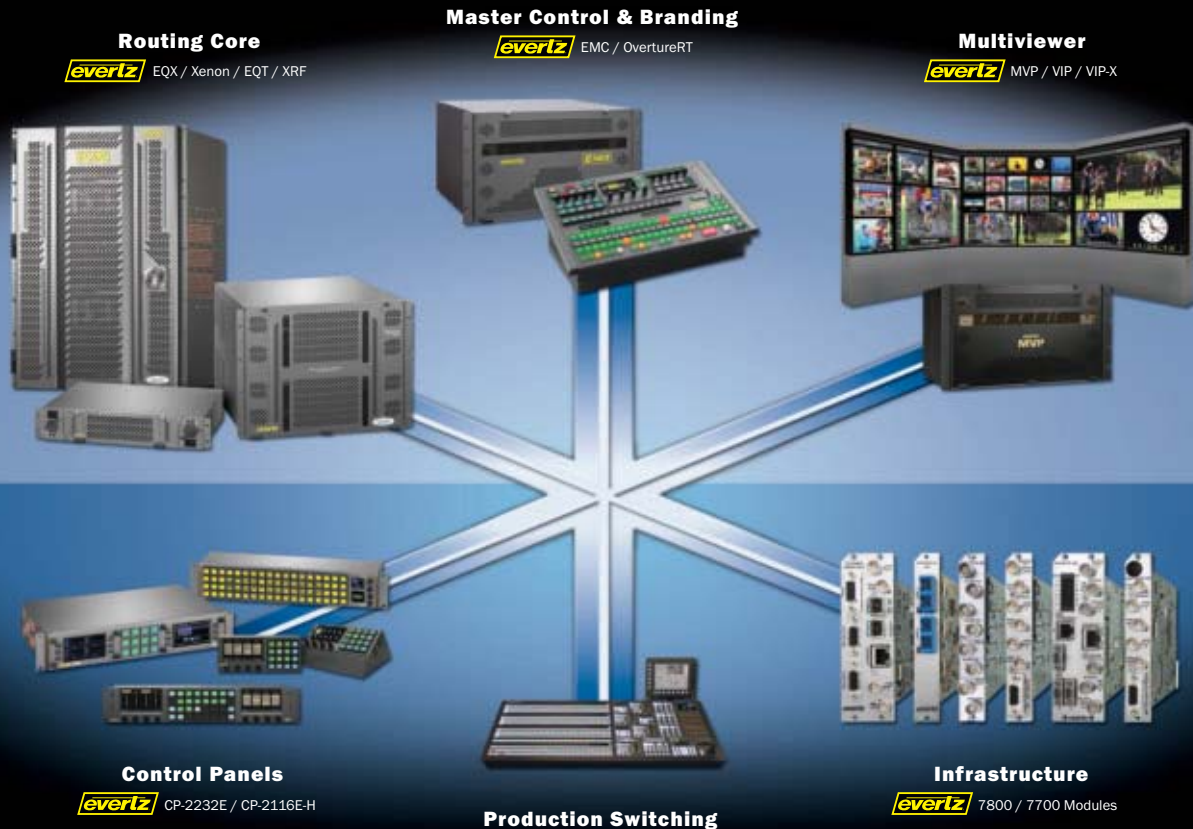 Master Control & Branding
evertz EMC / OvertureRT
Routing Core
evertz EQX / Xenon / EQT / XRF
Multiviewer
evertz MVP / VIP / VIP-X
MVP
Control Panels
evertz CP-2232E / CP-2116E-H
Production Switching
Infrastructure
evertz 7800 / 7700 Modules